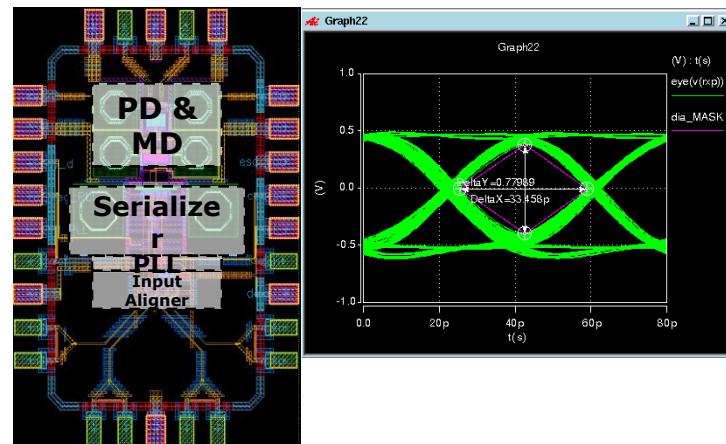 PD &
MD
Serialize
r
PLL
Input
Aligner
Graph22
Graph22
(V) : t(s)
eye(v(rxp))
dia_MASK
(V)
1.0
0.5
0.0
-0.5
-1.0
DeltaY=0.77989
DeltaX=33.458p
0.0
20p
40p
60p
80p
t(s)